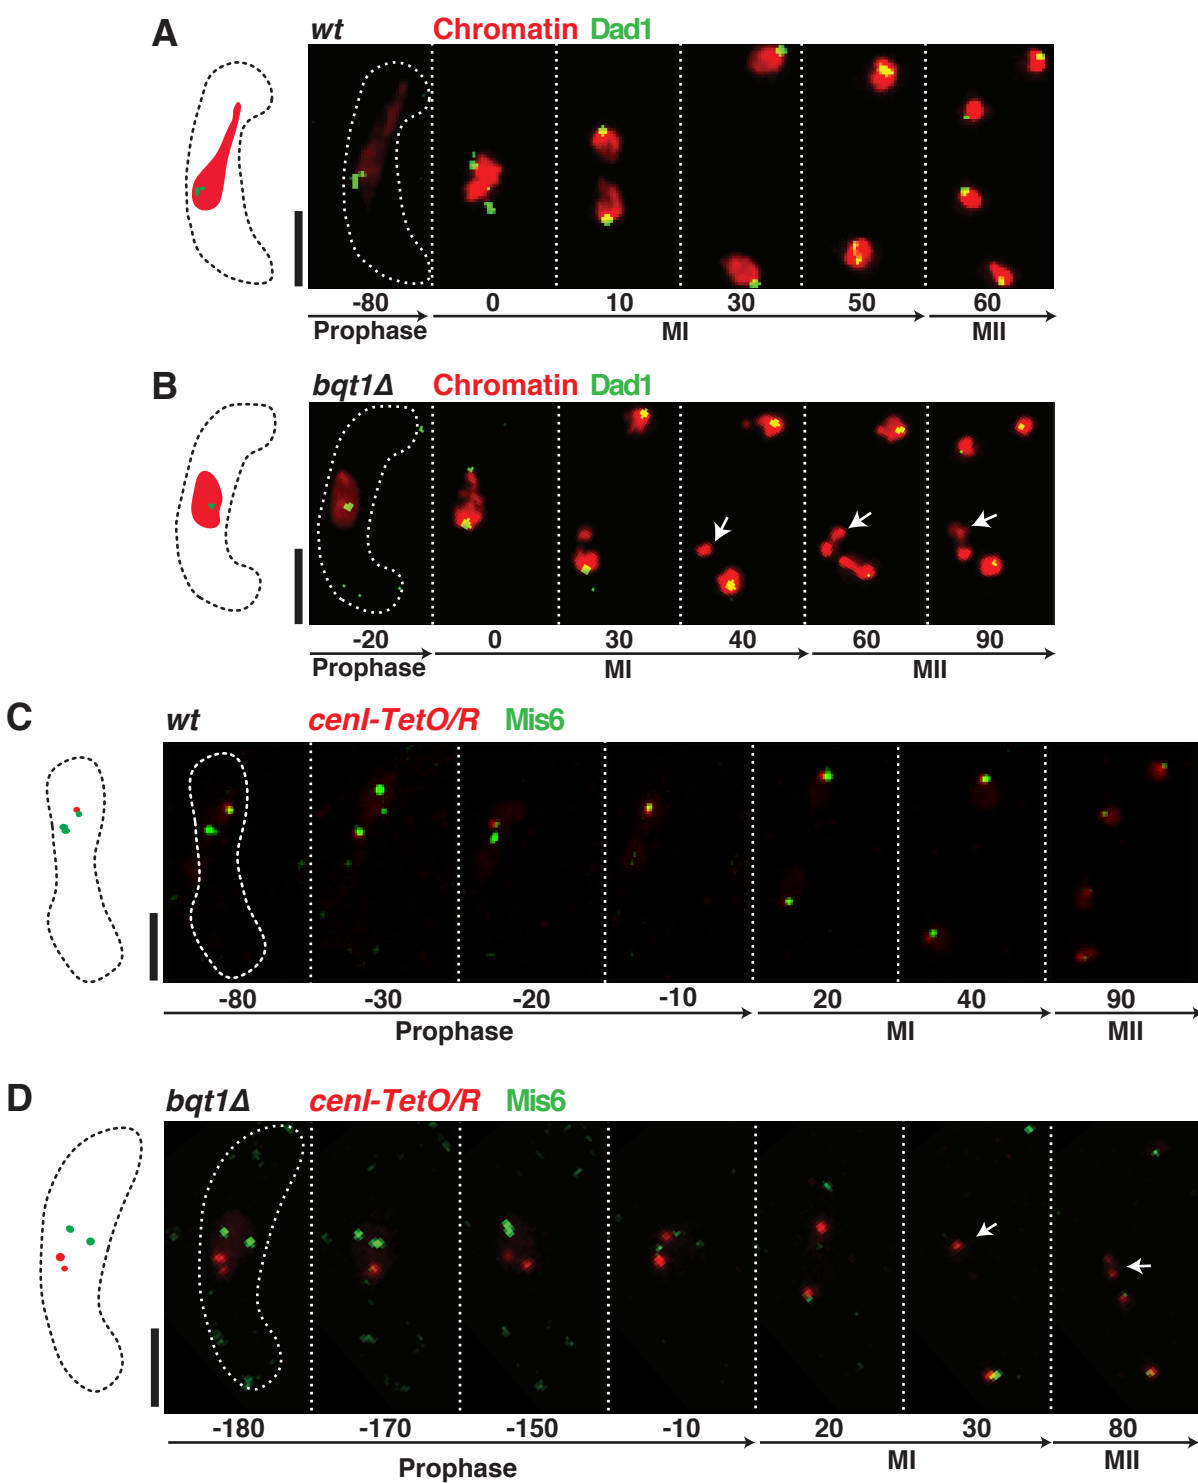 A wt Chromatin Dad1
-80 0 10 30 50 60
Prophase MI MII
B bqt1Δ Chromatin Dad1
-20 0 30 40 60 90
Prophase MI MII
C wt cenI-TetO/R Mis6
-80 -30 -20 -10 20 40 90
Prophase MI MII
D bqt1Δ cenI-TetO/R Mis6
-180 -170 -150 -10 20 30 80
Prophase MI MII